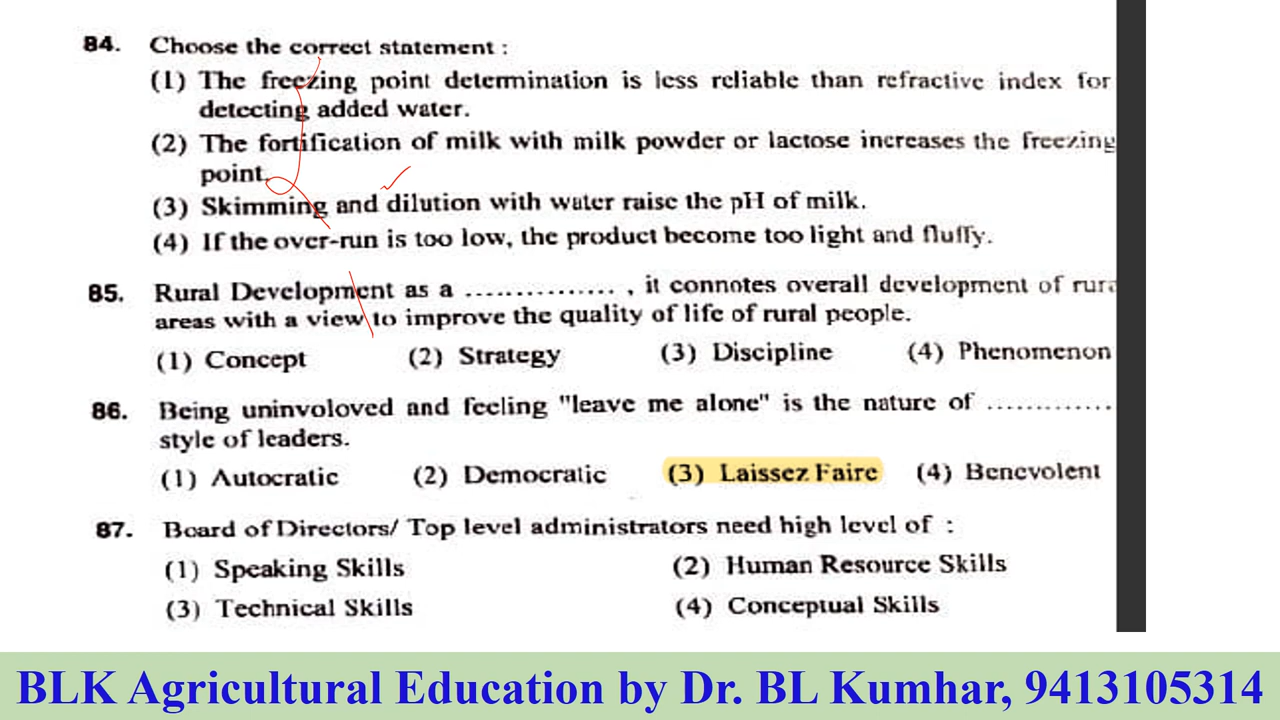 84. Choose the correct statement :
(1) The freezing point determination is less reliable than refractive index for
detecting added water.
(2) The fortification of milk with milk powder or lactose increases the freezing
point.
(3) Skimming and dilution with water raise the pH of milk.
(4) If the over-run is too low, the product become too light and fluffy.
85. Rural Development as a ............... , it connotes overall development of rura
areas with a view to improve the quality of life of rural people.
(1) Concept (2) Strategy (3) Discipline (4) Phenomenon
86. Being uninvoloved and feeling "leave me alone" is the nature of .............
style of leaders.
(1) Autocratic (2) Democratic (3) Laissez Faire (4) Benevolent
87. Board of Directors/ Top level administrators need high level of :
(1) Speaking Skills (2) Human Resource Skills
(3) Technical Skills (4) Conceptual Skills
BLK Agricultural Education by Dr. BL Kumhar, 9413105314